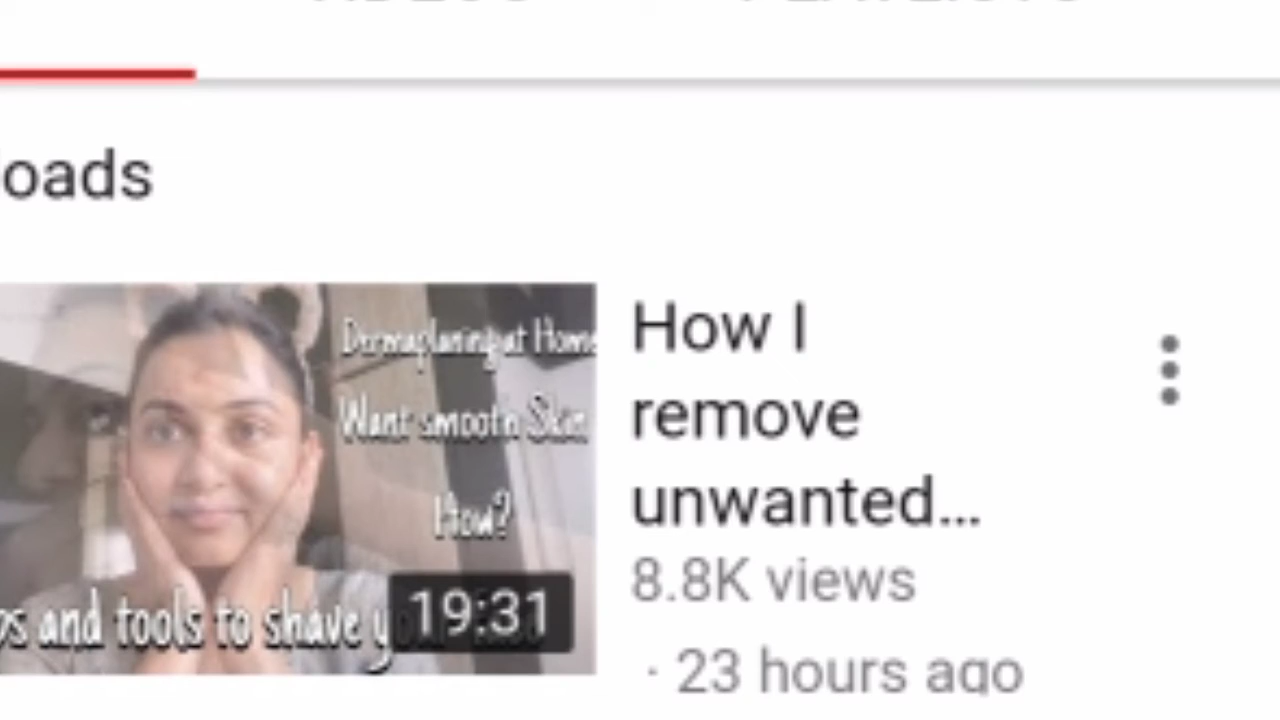 loads
Dermaplaning at Home
Want smooth Skin
How?
ps and tools to shave y
19:31
How I
remove
unwanted...
8.8K views
· 23 hours ago